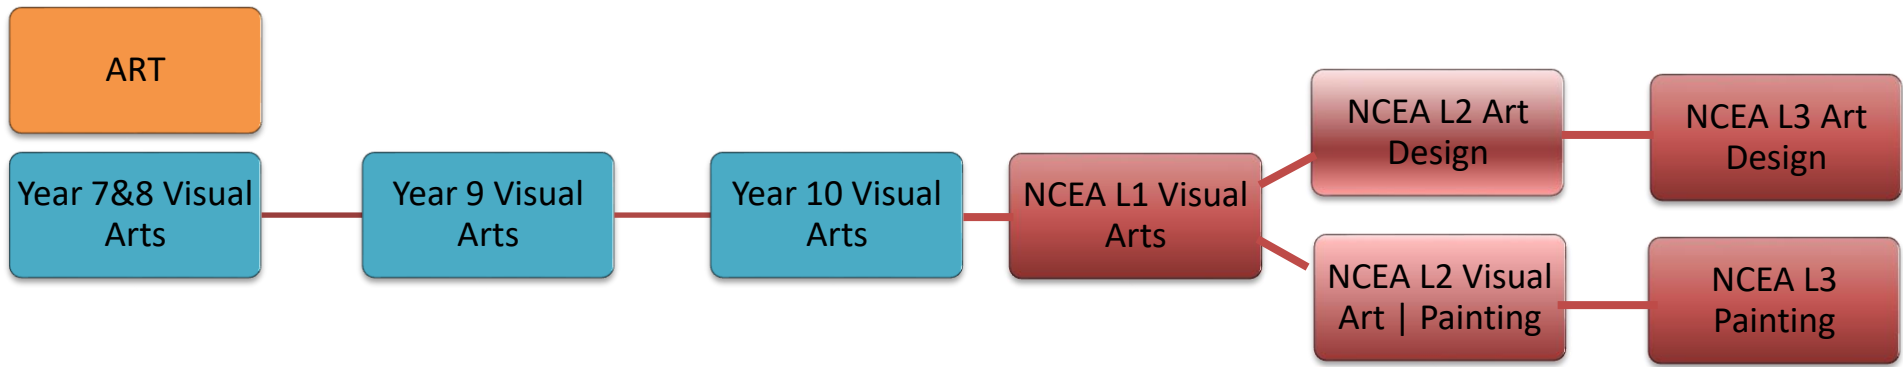 ART
Year 7&8 Visual
Arts
Year 9 Visual
Arts
Year 10 Visual
Arts
NCEA L1 Visual
Arts
NCEA L2 Art
Design
NCEA L3 Art
Design
NCEA L2 Visual
Art | Painting
NCEA L3
Painting